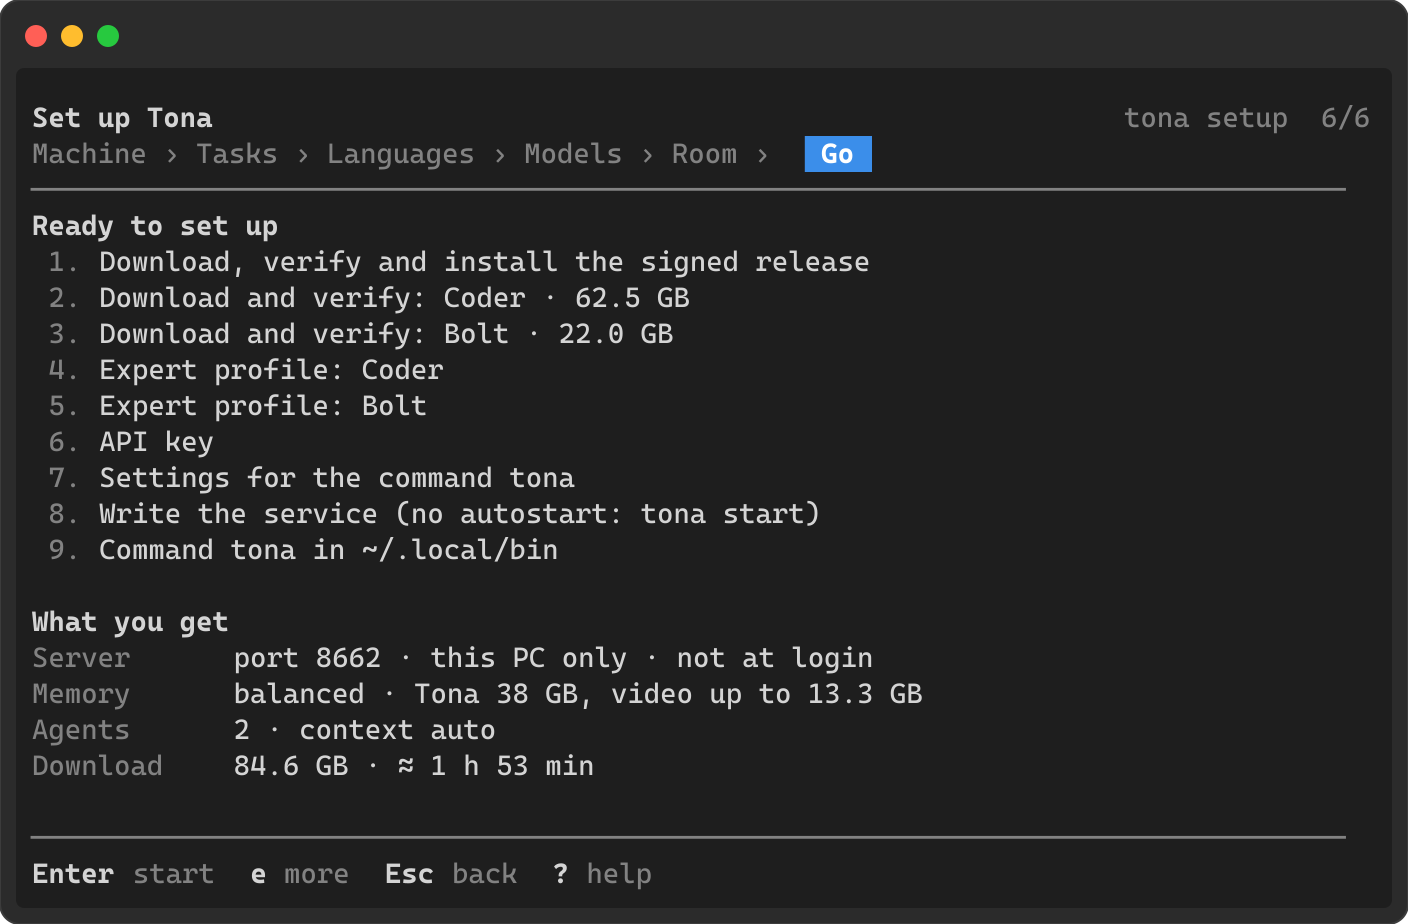 Set up Tona tona setup 6/6
Machine › Tasks › Languages › Models › Room › Go
Ready to set up
1. Download, verify and install the signed release
2. Download and verify: Coder · 62.5 GB
3. Download and verify: Bolt · 22.0 GB
4. Expert profile: Coder
5. Expert profile: Bolt
6. API key
7. Settings for the command tona
8. Write the service (no autostart: tona start)
9. Command tona in ~/.local/bin
What you get
Server port 8662 · this PC only · not at login
Memory balanced · Tona 38 GB, video up to 13.3 GB
Agents 2 · context auto
Download 84.6 GB · ≈ 1 h 53 min
Enter start e more Esc back ? help